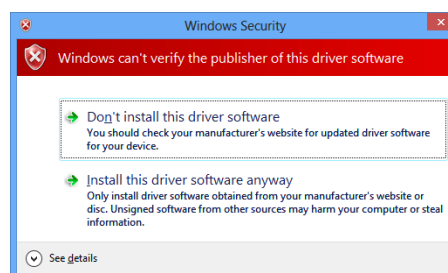 Windows Security
Windows can't verify the publisher of this driver software
Don't install this driver software
You should check your manufacturer's website for updated driver software
for your device.
Install this driver software anyway
Only install driver software obtained from your manufacturer's website or
disc. Unsigned software from other sources may harm your computer or steal
information.
See details